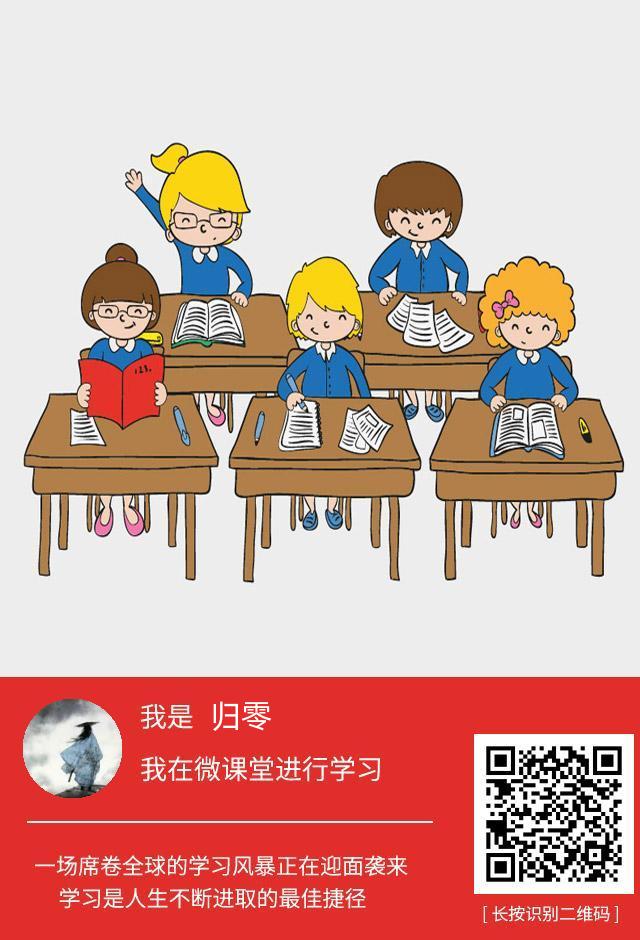 123.
我是 归零
我在微课堂进行学习
一场席卷全球的学习风暴正在迎面袭来
学习是人生不断进取的最佳捷径
[ 长按识别二维码 ]